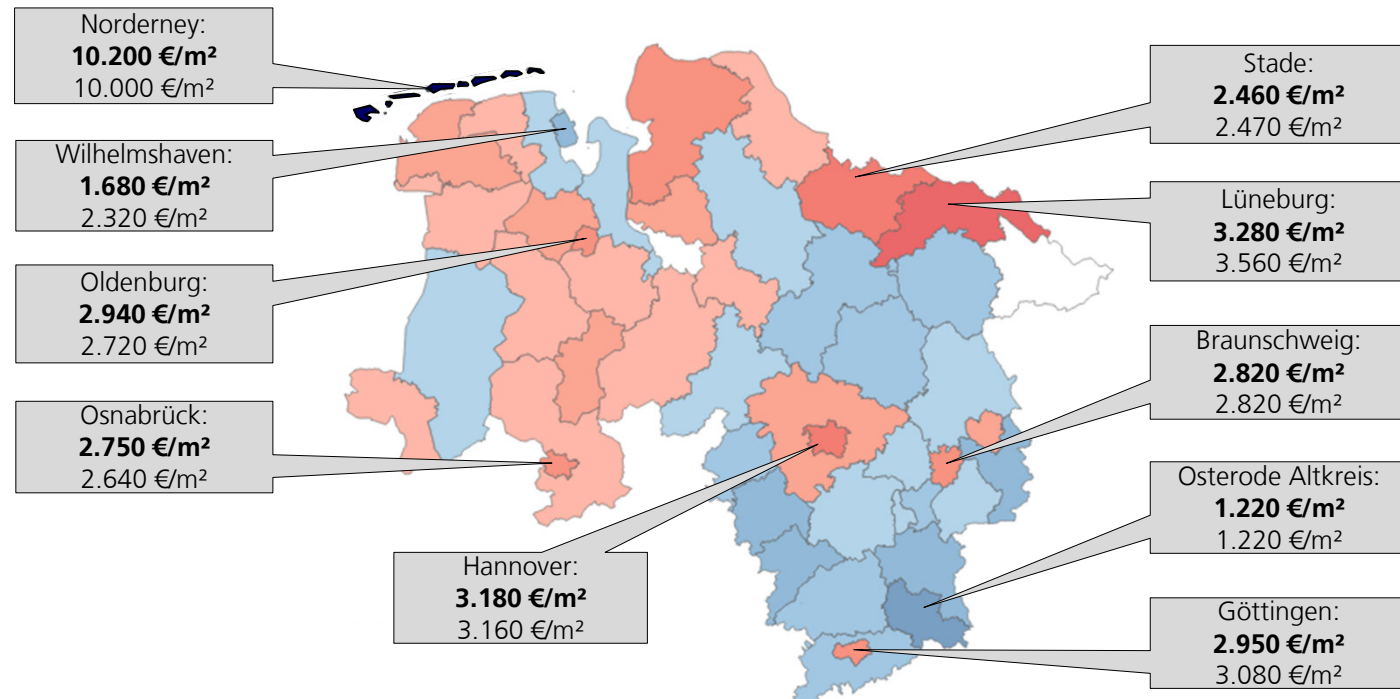 Norderney:
10.200 €/m²
10.000 €/m²
Wilhelmshaven:
1.680 €/m²
2.320 €/m²
Oldenburg:
2.940 €/m²
2.720 €/m²
Osnabrück:
2.750 €/m²
2.640 €/m²
Hannover:
3.180 €/m²
3.160 €/m²
Stade:
2.460 €/m²
2.470 €/m²
Lüneburg:
3.280 €/m²
3.560 €/m²
Braunschweig:
2.820 €/m²
2.820 €/m²
Osterode Altkreis:
1.220 €/m²
1.220 €/m²
Göttingen:
2.950 €/m²
3.080 €/m²